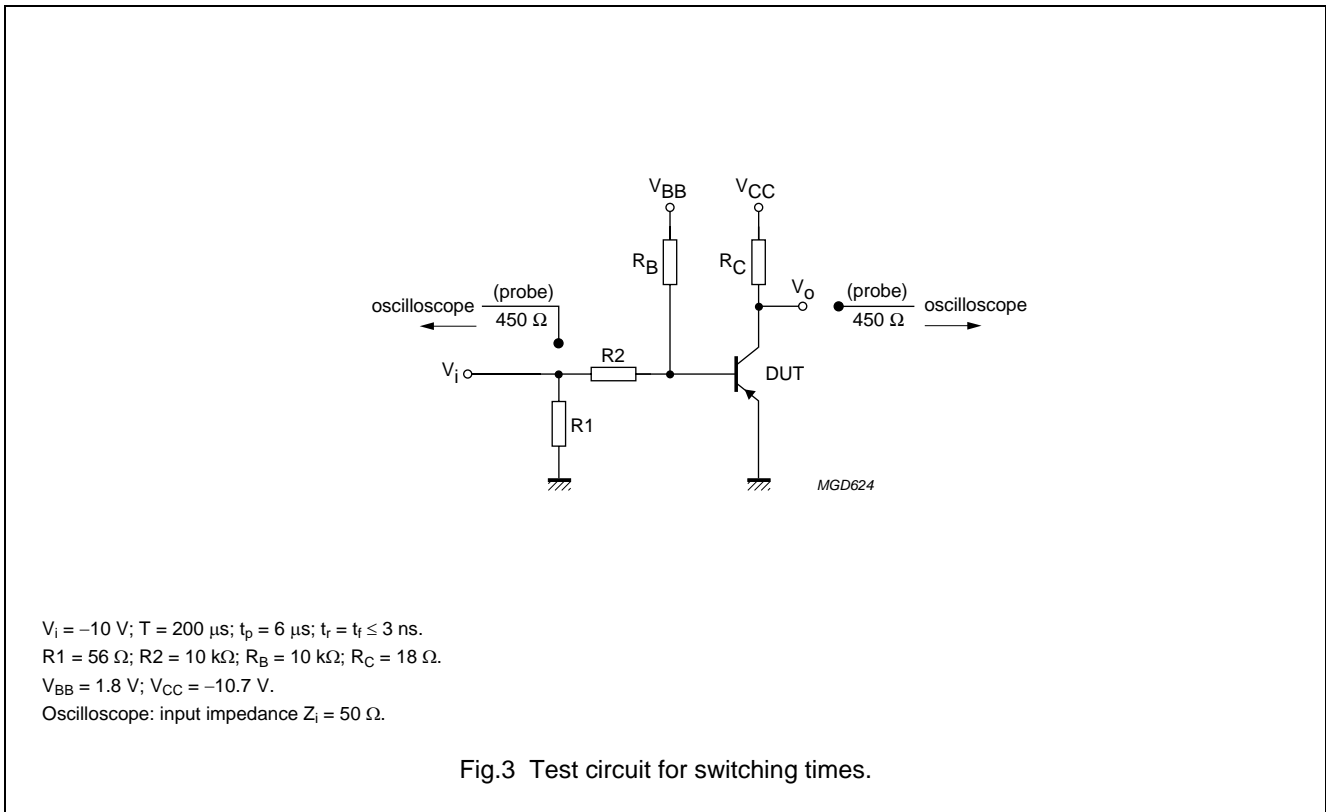 V_BB V_CC
R_B R_C
V_o
oscilloscope (probe) 450 Ω
(probe) 450 Ω oscilloscope
V_i R2 DUT
R1
MGD624
V_i = −10 V; T = 200 µs; t_p = 6 µs; t_r = t_f ≤ 3 ns.
R1 = 56 Ω; R2 = 10 kΩ; R_B = 10 kΩ; R_C = 18 Ω.
V_BB = 1.8 V; V_CC = −10.7 V.
Oscilloscope: input impedance Z_i = 50 Ω.
Fig.3 Test circuit for switching times.